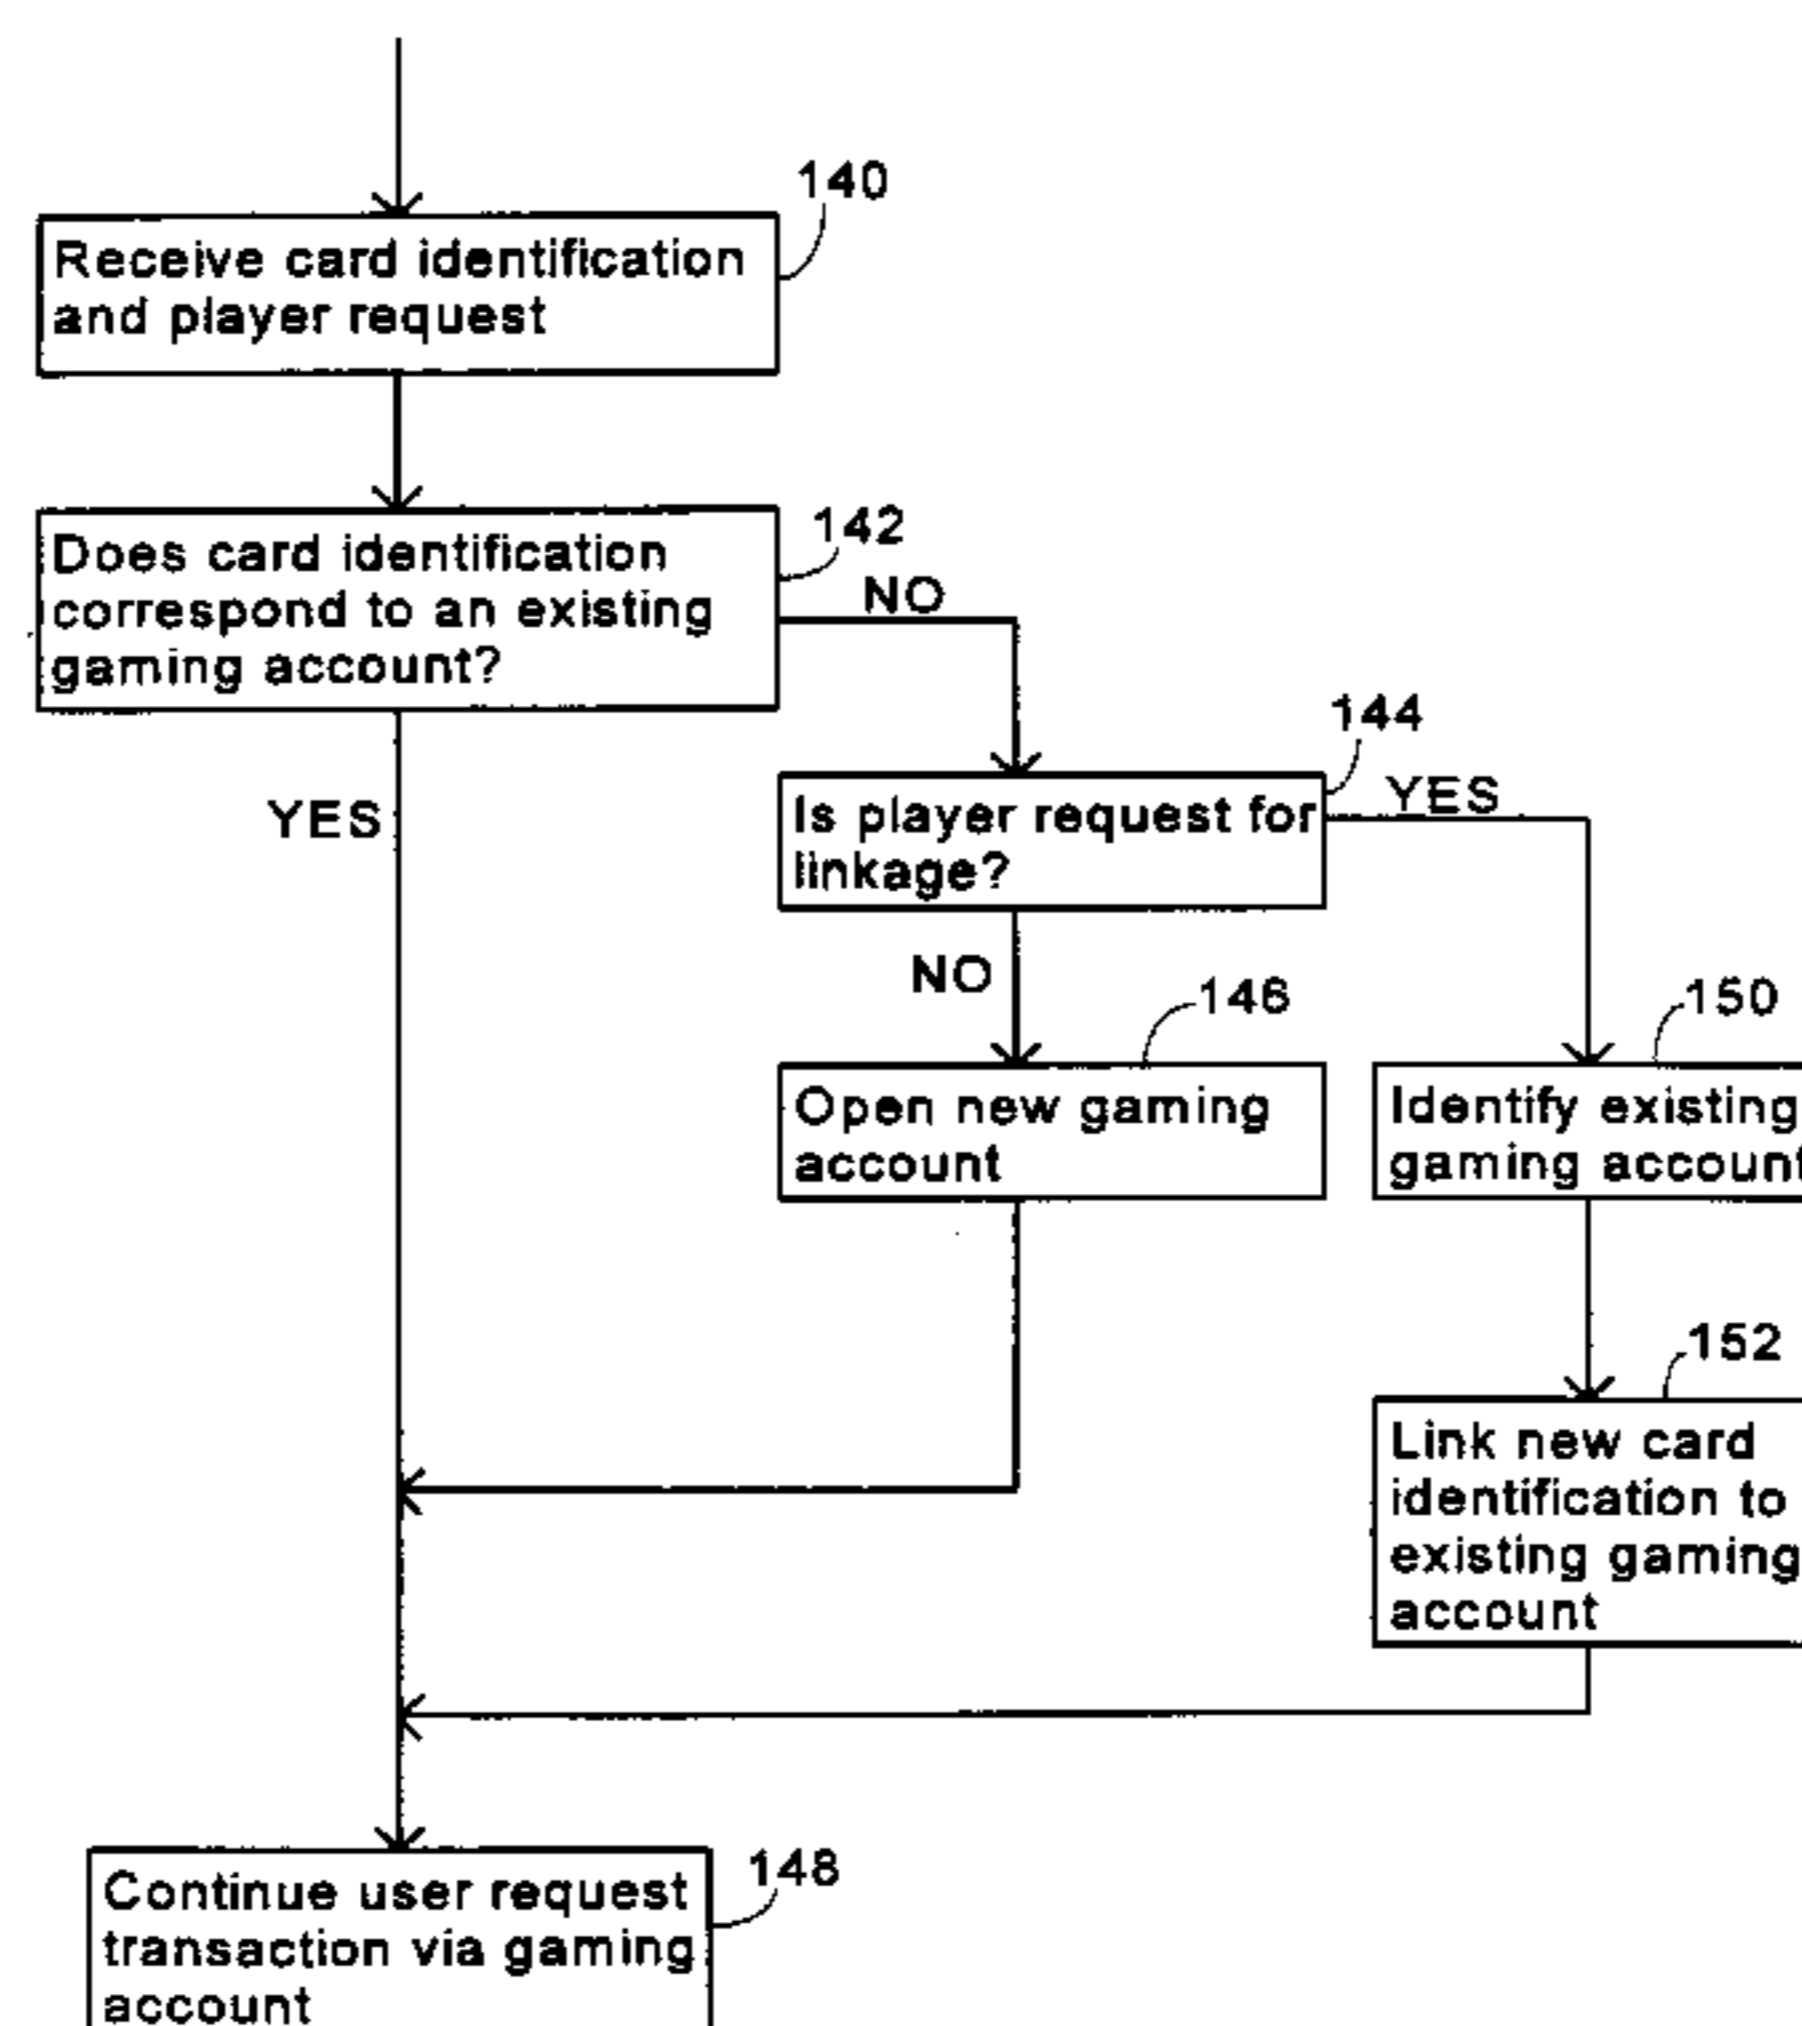 140
Receive card identification
and player request
142
Does card identification
correspond to an existing
gaming account?
NO
YES
144
Is player request for
linkage?
YES
NO
146
Open new gaming
account
150
Identify existing
gaming account
152
Link new card
identification to
existing gaming
account
148
Continue user request
transaction via gaming
account